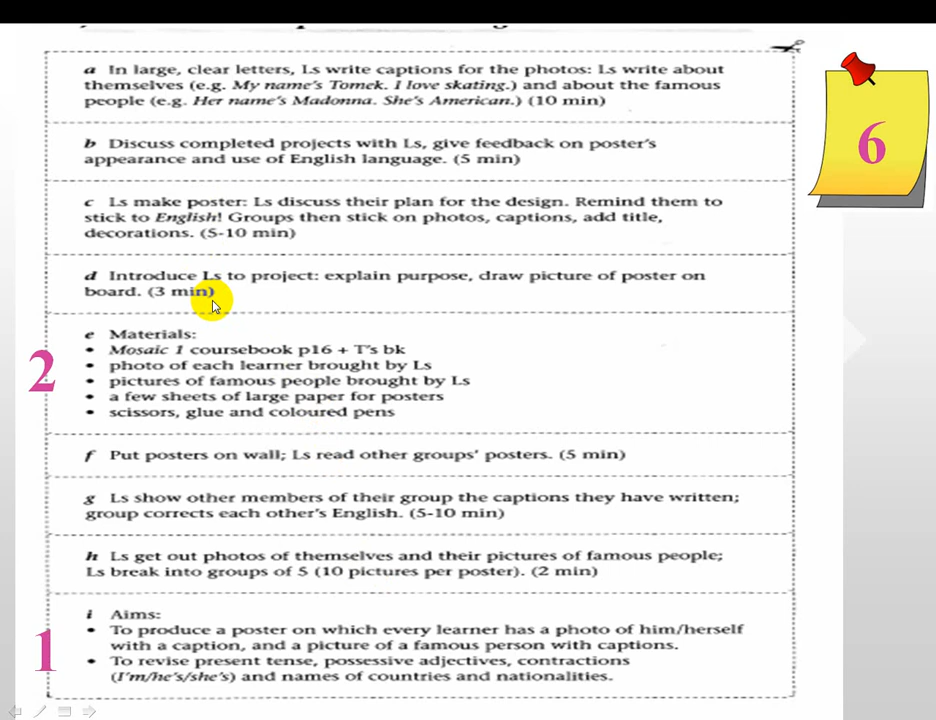 a In large, clear letters, Ls write captions for the photos: Ls write about
themselves (e.g. My name's Tomek. I love skating.) and about the famous
people (e.g. Her name's Madonna. She's American.) (10 min)
6
b Discuss completed projects with Ls, give feedback on poster's
appearance and use of English language. (5 min)
c Ls make poster: Ls discuss their plan for the design. Remind them to
stick to English! Groups then stick on photos, captions, add title,
decorations. (5-10 min)
d Introduce Ls to project: explain purpose, draw picture of poster on
board. (3 min)
2
e Materials:
• Mosaic 1 coursebook p16 + T's bk
• photo of each learner brought by Ls
• pictures of famous people brought by Ls
• a few sheets of large paper for posters
• scissors, glue and coloured pens
f Put posters on wall; Ls read other groups' posters. (5 min)
g Ls show other members of their group the captions they have written;
group corrects each other's English. (5-10 min)
h Ls get out photos of themselves and their pictures of famous people;
Ls break into groups of 5 (10 pictures per poster). (2 min)
1
i Aims:
• To produce a poster on which every learner has a photo of him/herself
with a caption, and a picture of a famous person with captions.
• To revise present tense, possessive adjectives, contractions
(I'm/he's/she's) and names of countries and nationalities.